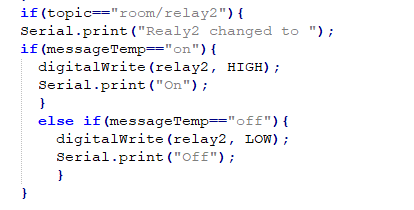 if(topic=="room/relay2"){
Serial.print("Realy2 changed to ");
if(messageTemp=="on"){
digitalWrite(relay2, HIGH);
Serial.print("On");
}
else if(messageTemp=="off"){
digitalWrite(relay2, LOW);
Serial.print("Off");
}
}